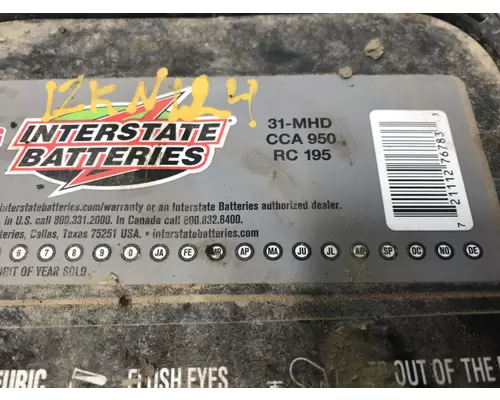 12KN124
INTERSTATE
BATTERIES
31-MHD
CCA 950
RC 195
interstatebatteries.com/warranty or an Interstate Batteries authorized dealer.
in U.S. call 800.331.2000. In Canada call 800.832.6400.
Dallas, Texas 75251 USA. • interstatebatteries.com
6 7 8 9 0 JA FE MR AP MA JU JL AG SP OC NO DE
OF YEAR SOLD
7 21112 76783 3
FLUSH EYES
OUT OF THE